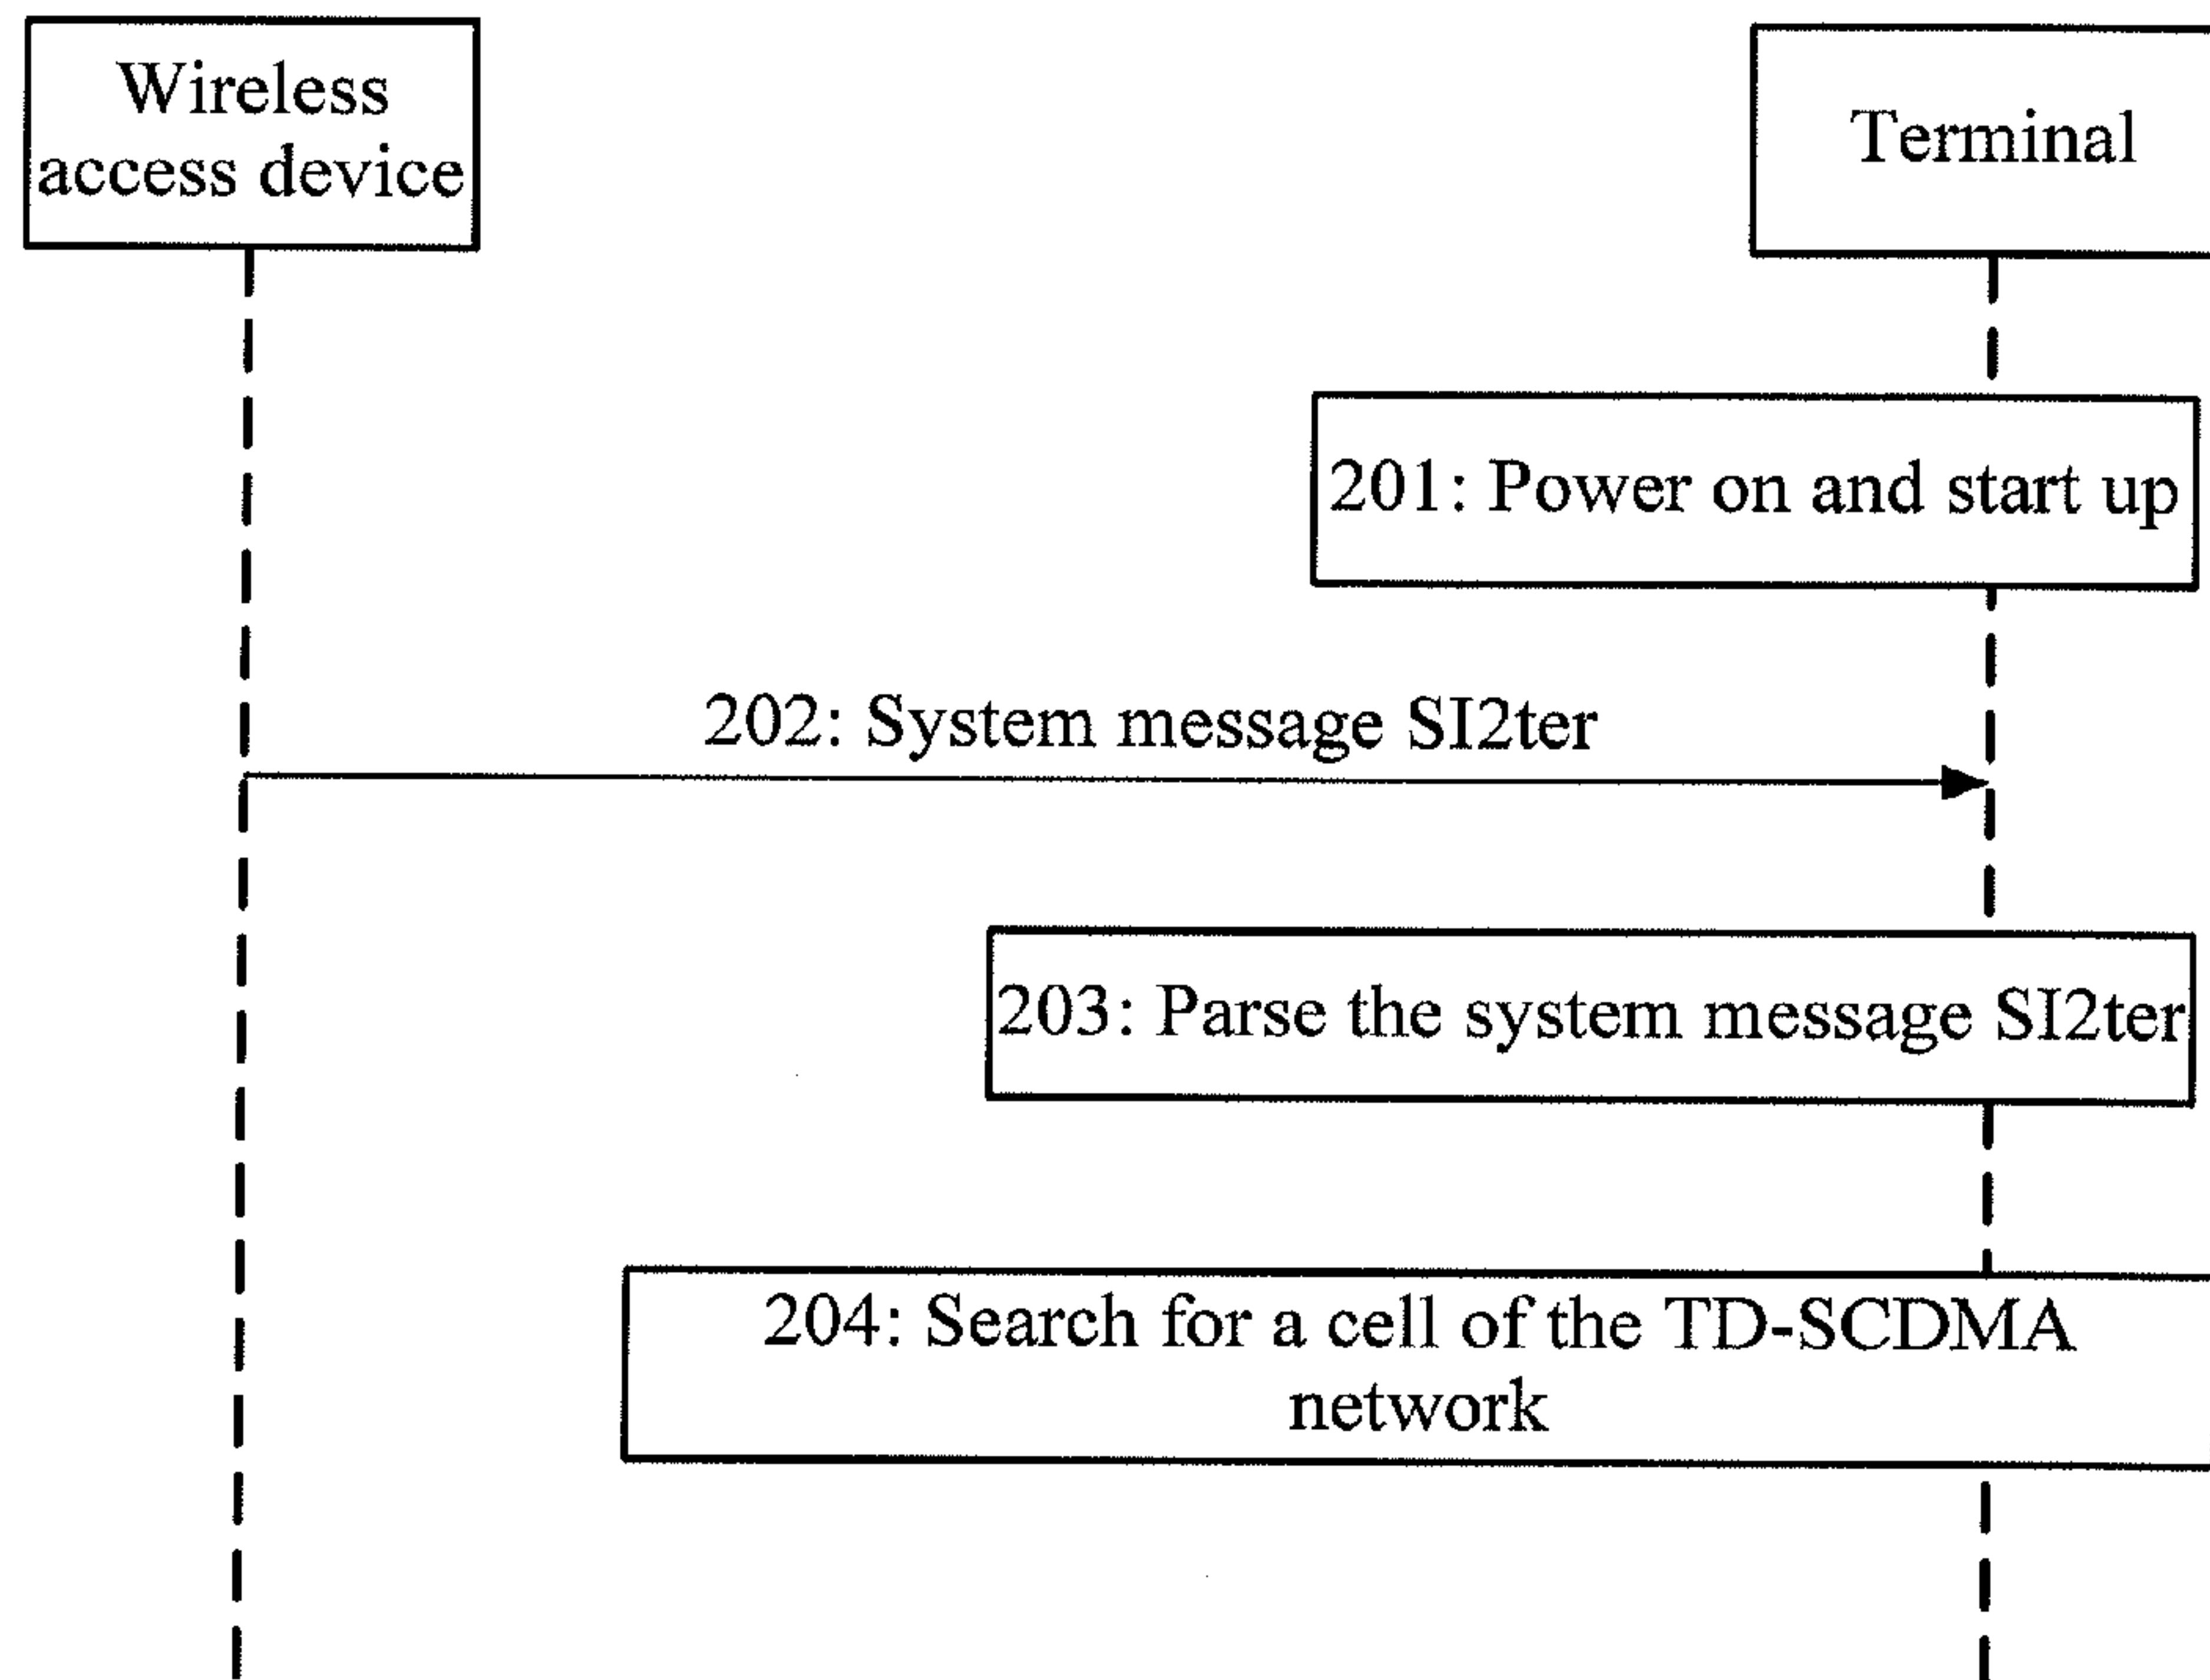 Wireless
access device
Terminal
201: Power on and start up
202: System message SI2ter
203: Parse the system message SI2ter
204: Search for a cell of the TD-SCDMA
network